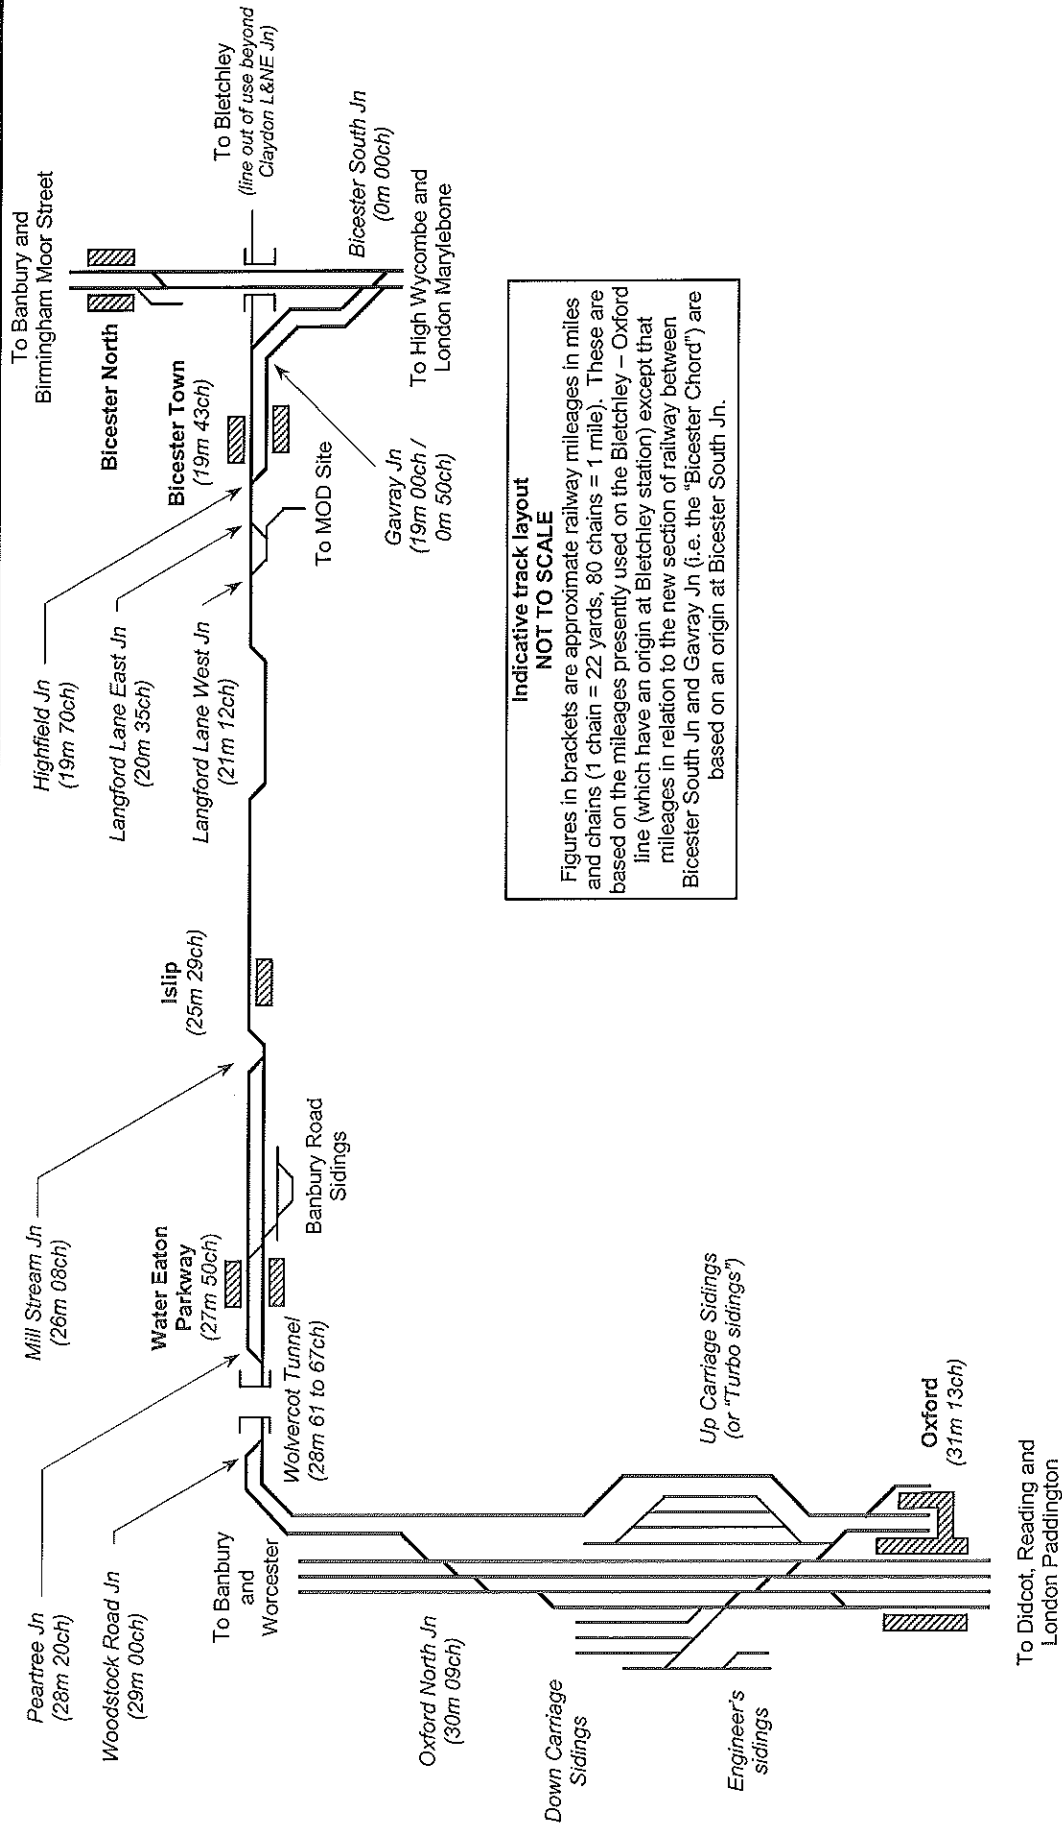 To Banbury and
Birmingham Moor Street
Bicester North
To Bletchley
(line out of use beyond
Claydon L&NE Jn)
Bicester South Jn
(0m 00ch)
To High Wycombe and
London Marylebone
Bicester Town
(19m 43ch)
Gavray Jn
(19m 00ch /
0m 50ch)
To MOD Site
Highfield Jn
(19m 70ch)
Langford Lane East Jn
(20m 35ch)
Langford Lane West Jn
(21m 12ch)
Islip
(25m 29ch)
Mill Stream Jn
(26m 08ch)
Banbury Road
Sidings
Water Eaton
Parkway
(27m 50ch)
Wolvercot Tunnel
(28m 61 to 67ch)
Peartree Jn
(28m 20ch)
Woodstock Road Jn
(29m 00ch)
To Banbury
and
Worcester
Oxford North Jn
(30m 09ch)
Down Carriage
Sidings
Engineer's
sidings
Up Carriage Sidings
(or "Turbo sidings")
Oxford
(31m 13ch)
To Didcot, Reading and
London Paddington
Indicative track layout
NOT TO SCALE
Figures in brackets are approximate railway mileages in miles
and chains (1 chain = 22 yards, 80 chains = 1 mile). These are
based on the mileages presently used on the Bletchley – Oxford
line (which have an origin at Bletchley station) except that
mileages in relation to the new section of railway between
Bicester South Jn and Gavray Jn (i.e. the "Bicester Chord") are
based on an origin at Bicester South Jn.